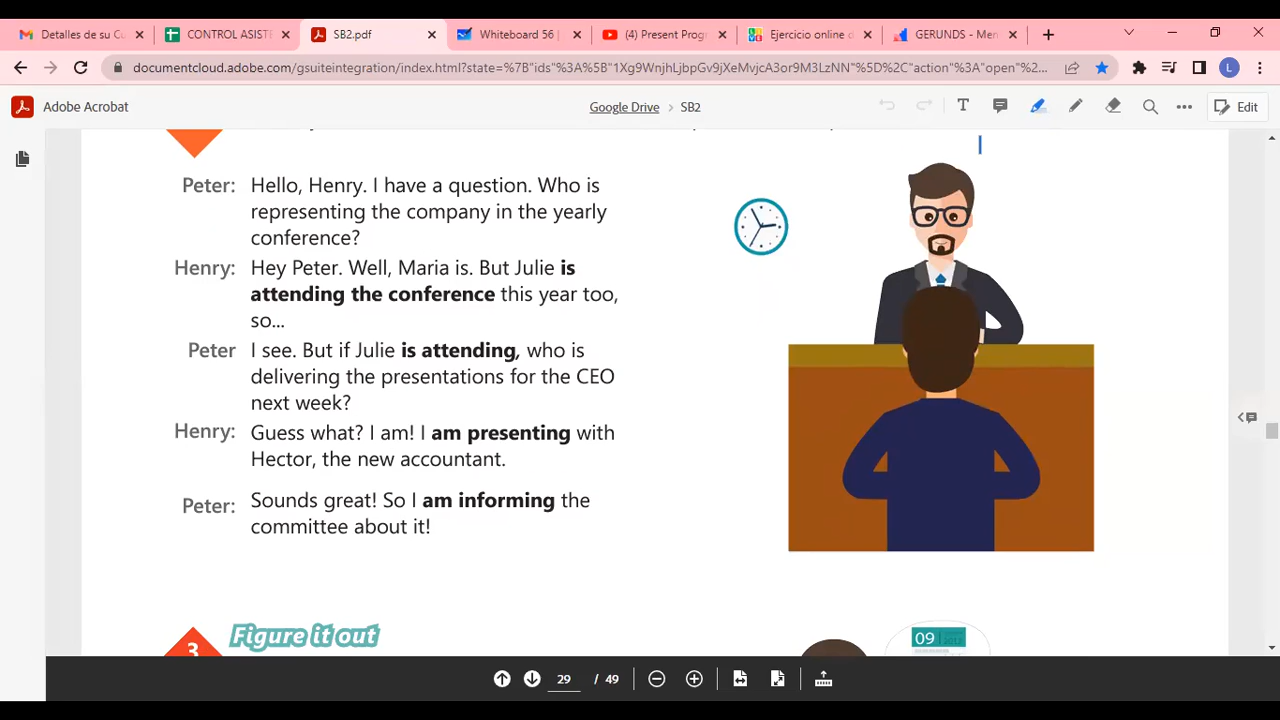 Detalles de su Cu
CONTROL ASIST
SB2.pdf
Whiteboard 56 |
(4) Present Prog
Ejercicio online d
GERUNDS - Men
L
documentcloud.adobe.com/gsuiteintegration/index.html?state=%7B"ids"%3A%5B"1Xg9WnjhLjbpGv9jXeMvjcA3or9M3LzNN"%5D%2C"action"%3A"open"%2...
Adobe Acrobat
Google Drive
SB2
Edit
Peter: Hello, Henry. I have a question. Who is
representing the company in the yearly
conference?
Henry: Hey Peter. Well, Maria is. But Julie is
attending the conference this year too,
so...
Peter I see. But if Julie is attending, who is
delivering the presentations for the CEO
next week?
Henry: Guess what? I am! I am presenting with
Hector, the new accountant.
Peter: Sounds great! So I am informing the
committee about it!
3 Figure it out
09
29 / 49